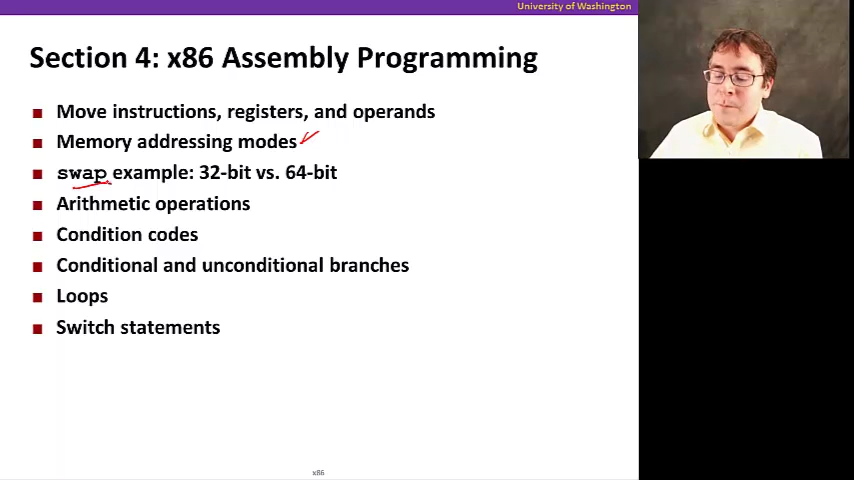 University of Washington
Section 4: x86 Assembly Programming
Move instructions, registers, and operands
Memory addressing modes
swap example: 32-bit vs. 64-bit
Arithmetic operations
Condition codes
Conditional and unconditional branches
Loops
Switch statements
x86